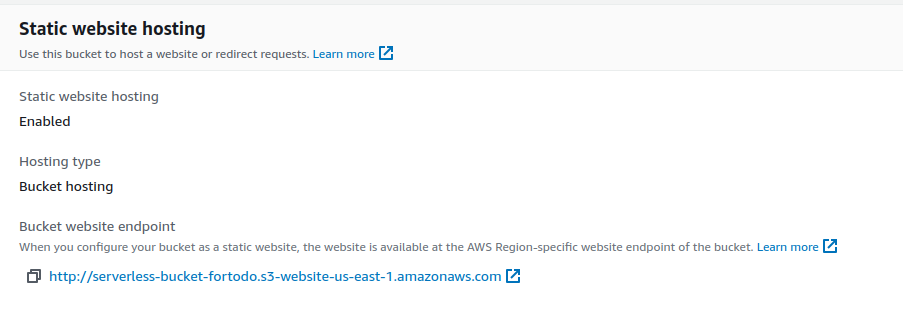 Static website hosting
Use this bucket to host a website or redirect requests. Learn more
Static website hosting
Enabled
Hosting type
Bucket hosting
Bucket website endpoint
When you configure your bucket as a static website, the website is available at the AWS Region-specific website endpoint of the bucket. Learn more
http://serverless-bucket-fortodo.s3-website-us-east-1.amazonaws.com